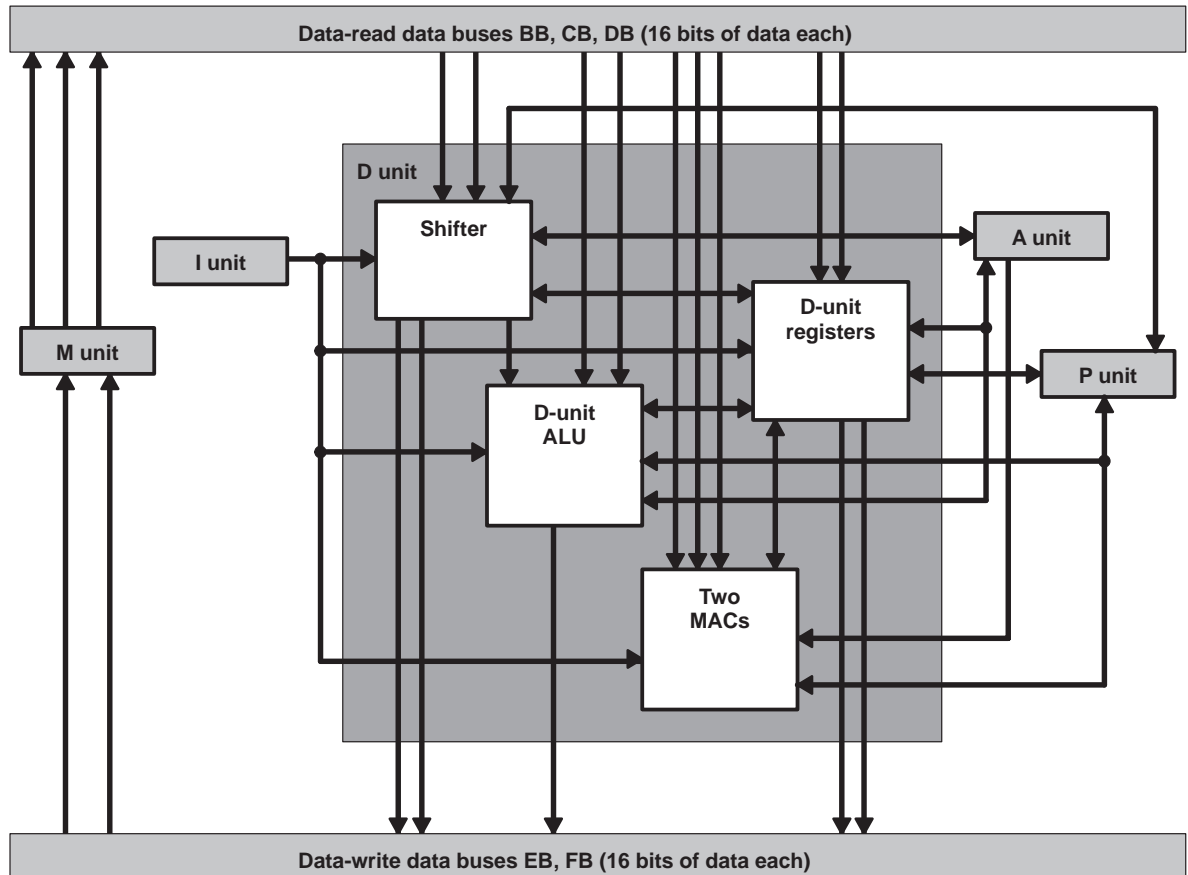 Data-read data buses BB, CB, DB (16 bits of data each)
D unit
Shifter
A unit
I unit
D-unit
registers
M unit
P unit
D-unit
ALU
Two
MACs
Data-write data buses EB, FB (16 bits of data each)